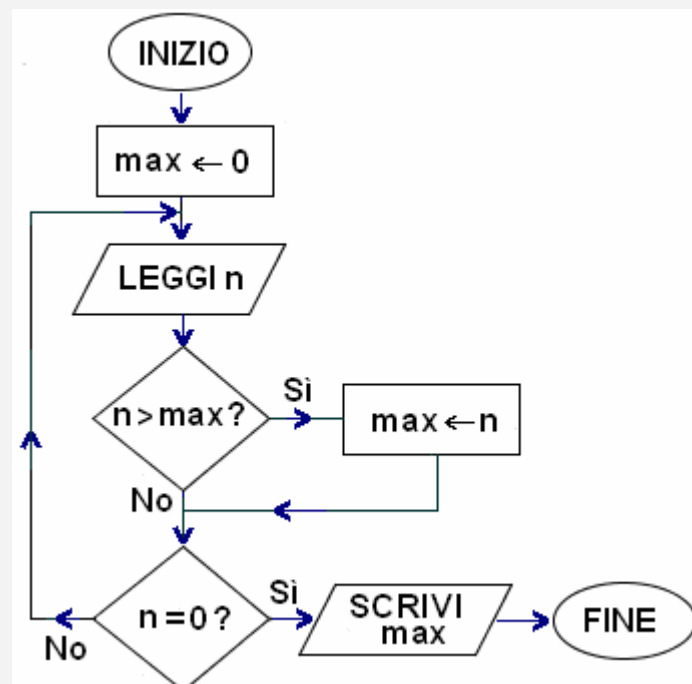 INIZIO
max ← 0
LEGGI n
n>max?
Sì
max ← n
No
n=0?
Sì
SCRIVI
max
FINE
No